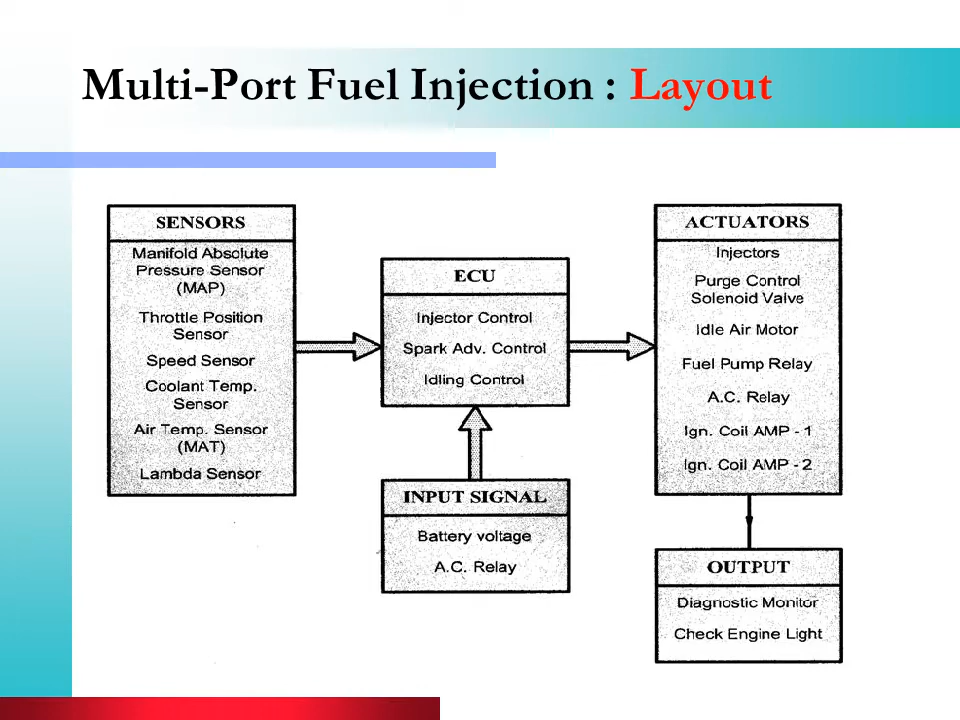 Multi-Port Fuel Injection : Layout
SENSORS
Manifold Absolute
Pressure Sensor
(MAP)
Throttle Position
Sensor
Speed Sensor
Coolant Temp.
Sensor
Air Temp. Sensor
(MAT)
Lambda Sensor
ECU
Injector Control
Spark Adv. Control
Idling Control
INPUT SIGNAL
Battery voltage
A.C. Relay
ACTUATORS
Injectors
Purge Control
Solenoid Valve
Idle Air Motor
Fuel Pump Relay
A.C. Relay
Ign. Coil AMP - 1
Ign. Coil AMP - 2
OUTPUT
Diagnostic Monitor
Check Engine Light